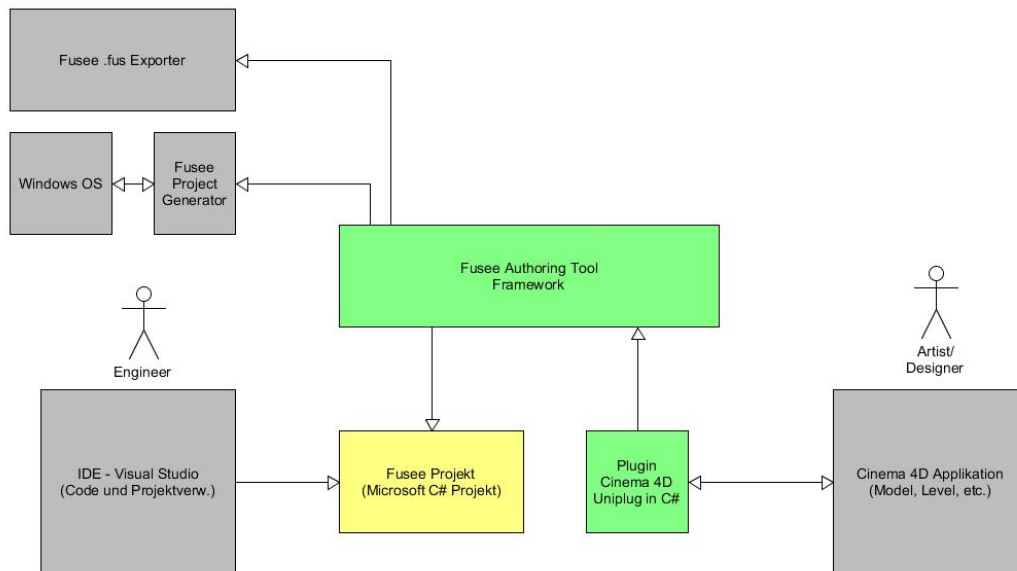 Fusee .fus Exporter
Windows OS
Fusee
Project
Generator
Fusee Authoring Tool
Framework
Engineer
Artist/
Designer
IDE - Visual Studio
(Code und Projektverw.)
Fusee Projekt
(Microsoft C# Projekt)
Plugin
Cinema 4D
Uniplug in C#
Cinema 4D Applikation
(Model, Level, etc.)